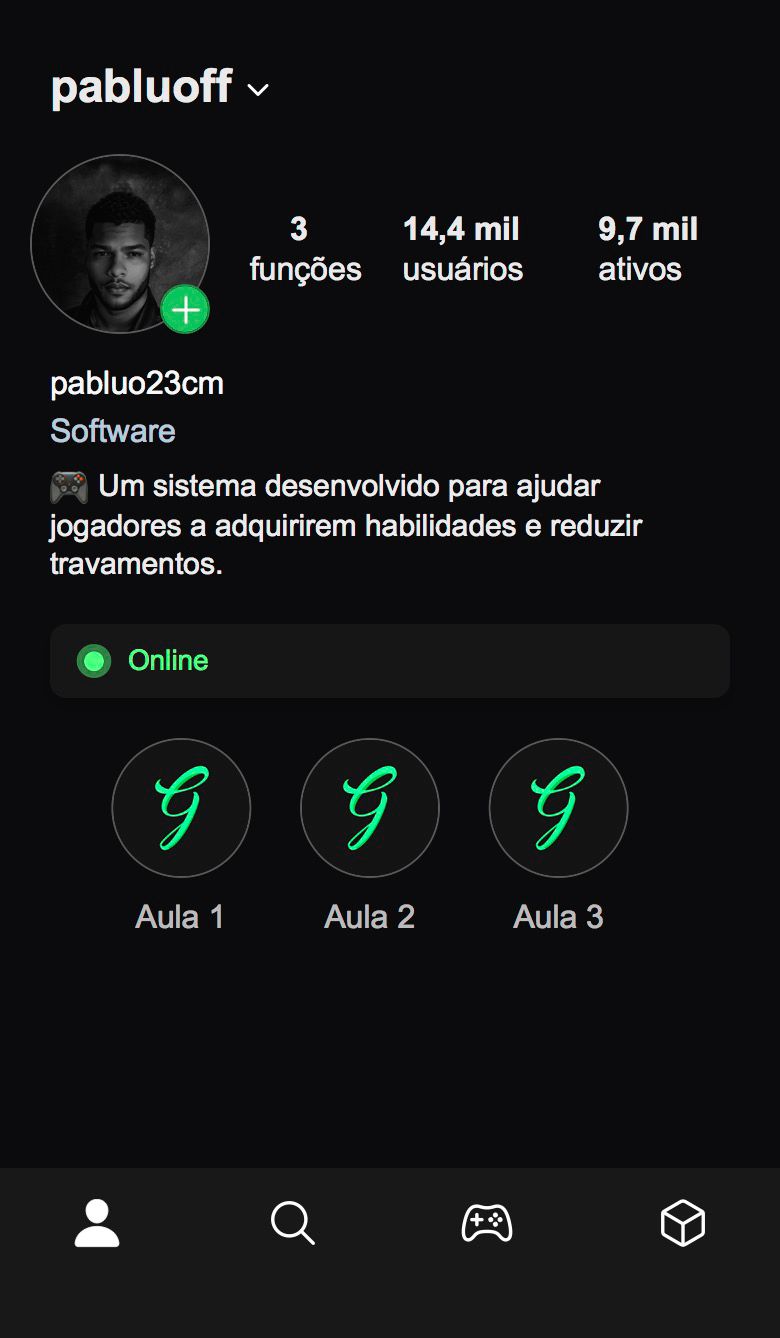 pabluoff
3
14,4 mil
9,7 mil
funções
usuários
ativos
pabluo23cm
Software
🎮 Um sistema desenvolvido para ajudar
jogadores a adquirirem habilidades e reduzir
travamentos.
Online
G
G
G
Aula 1
Aula 2
Aula 3